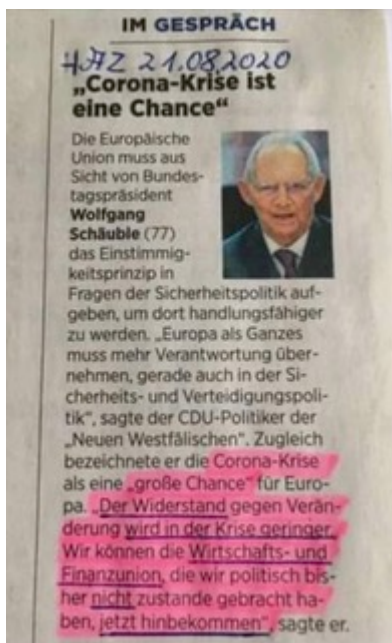 IM GESPRÄCH
HAZ 21.08.2020
„Corona-Krise ist
eine Chance“
Die Europäische
Union muss aus
Sicht von Bundes-
tagspräsident
Wolfgang
Schäuble (77)
das Einstimmig-
keitsprinzip in
Fragen der Sicherheitspolitik auf-
geben, um dort handlungsfähiger
zu werden. „Europa als Ganzes
muss mehr Verantwortung über-
nehmen, gerade auch in der Si-
cherheits- und Verteidigungspoli-
tik“, sagte der CDU-Politiker der
„Neuen Westfälischen“. Zugleich
bezeichnete er die Corona-Krise
als eine „große Chance“ für Euro-
pa. „Der Widerstand gegen Verän-
derung wird in der Krise geringer.
Wir können die Wirtschafts- und
Finanzunion, die wir politisch bis-
her nicht zustande gebracht ha-
ben, jetzt hinbekommen“, sagte er.